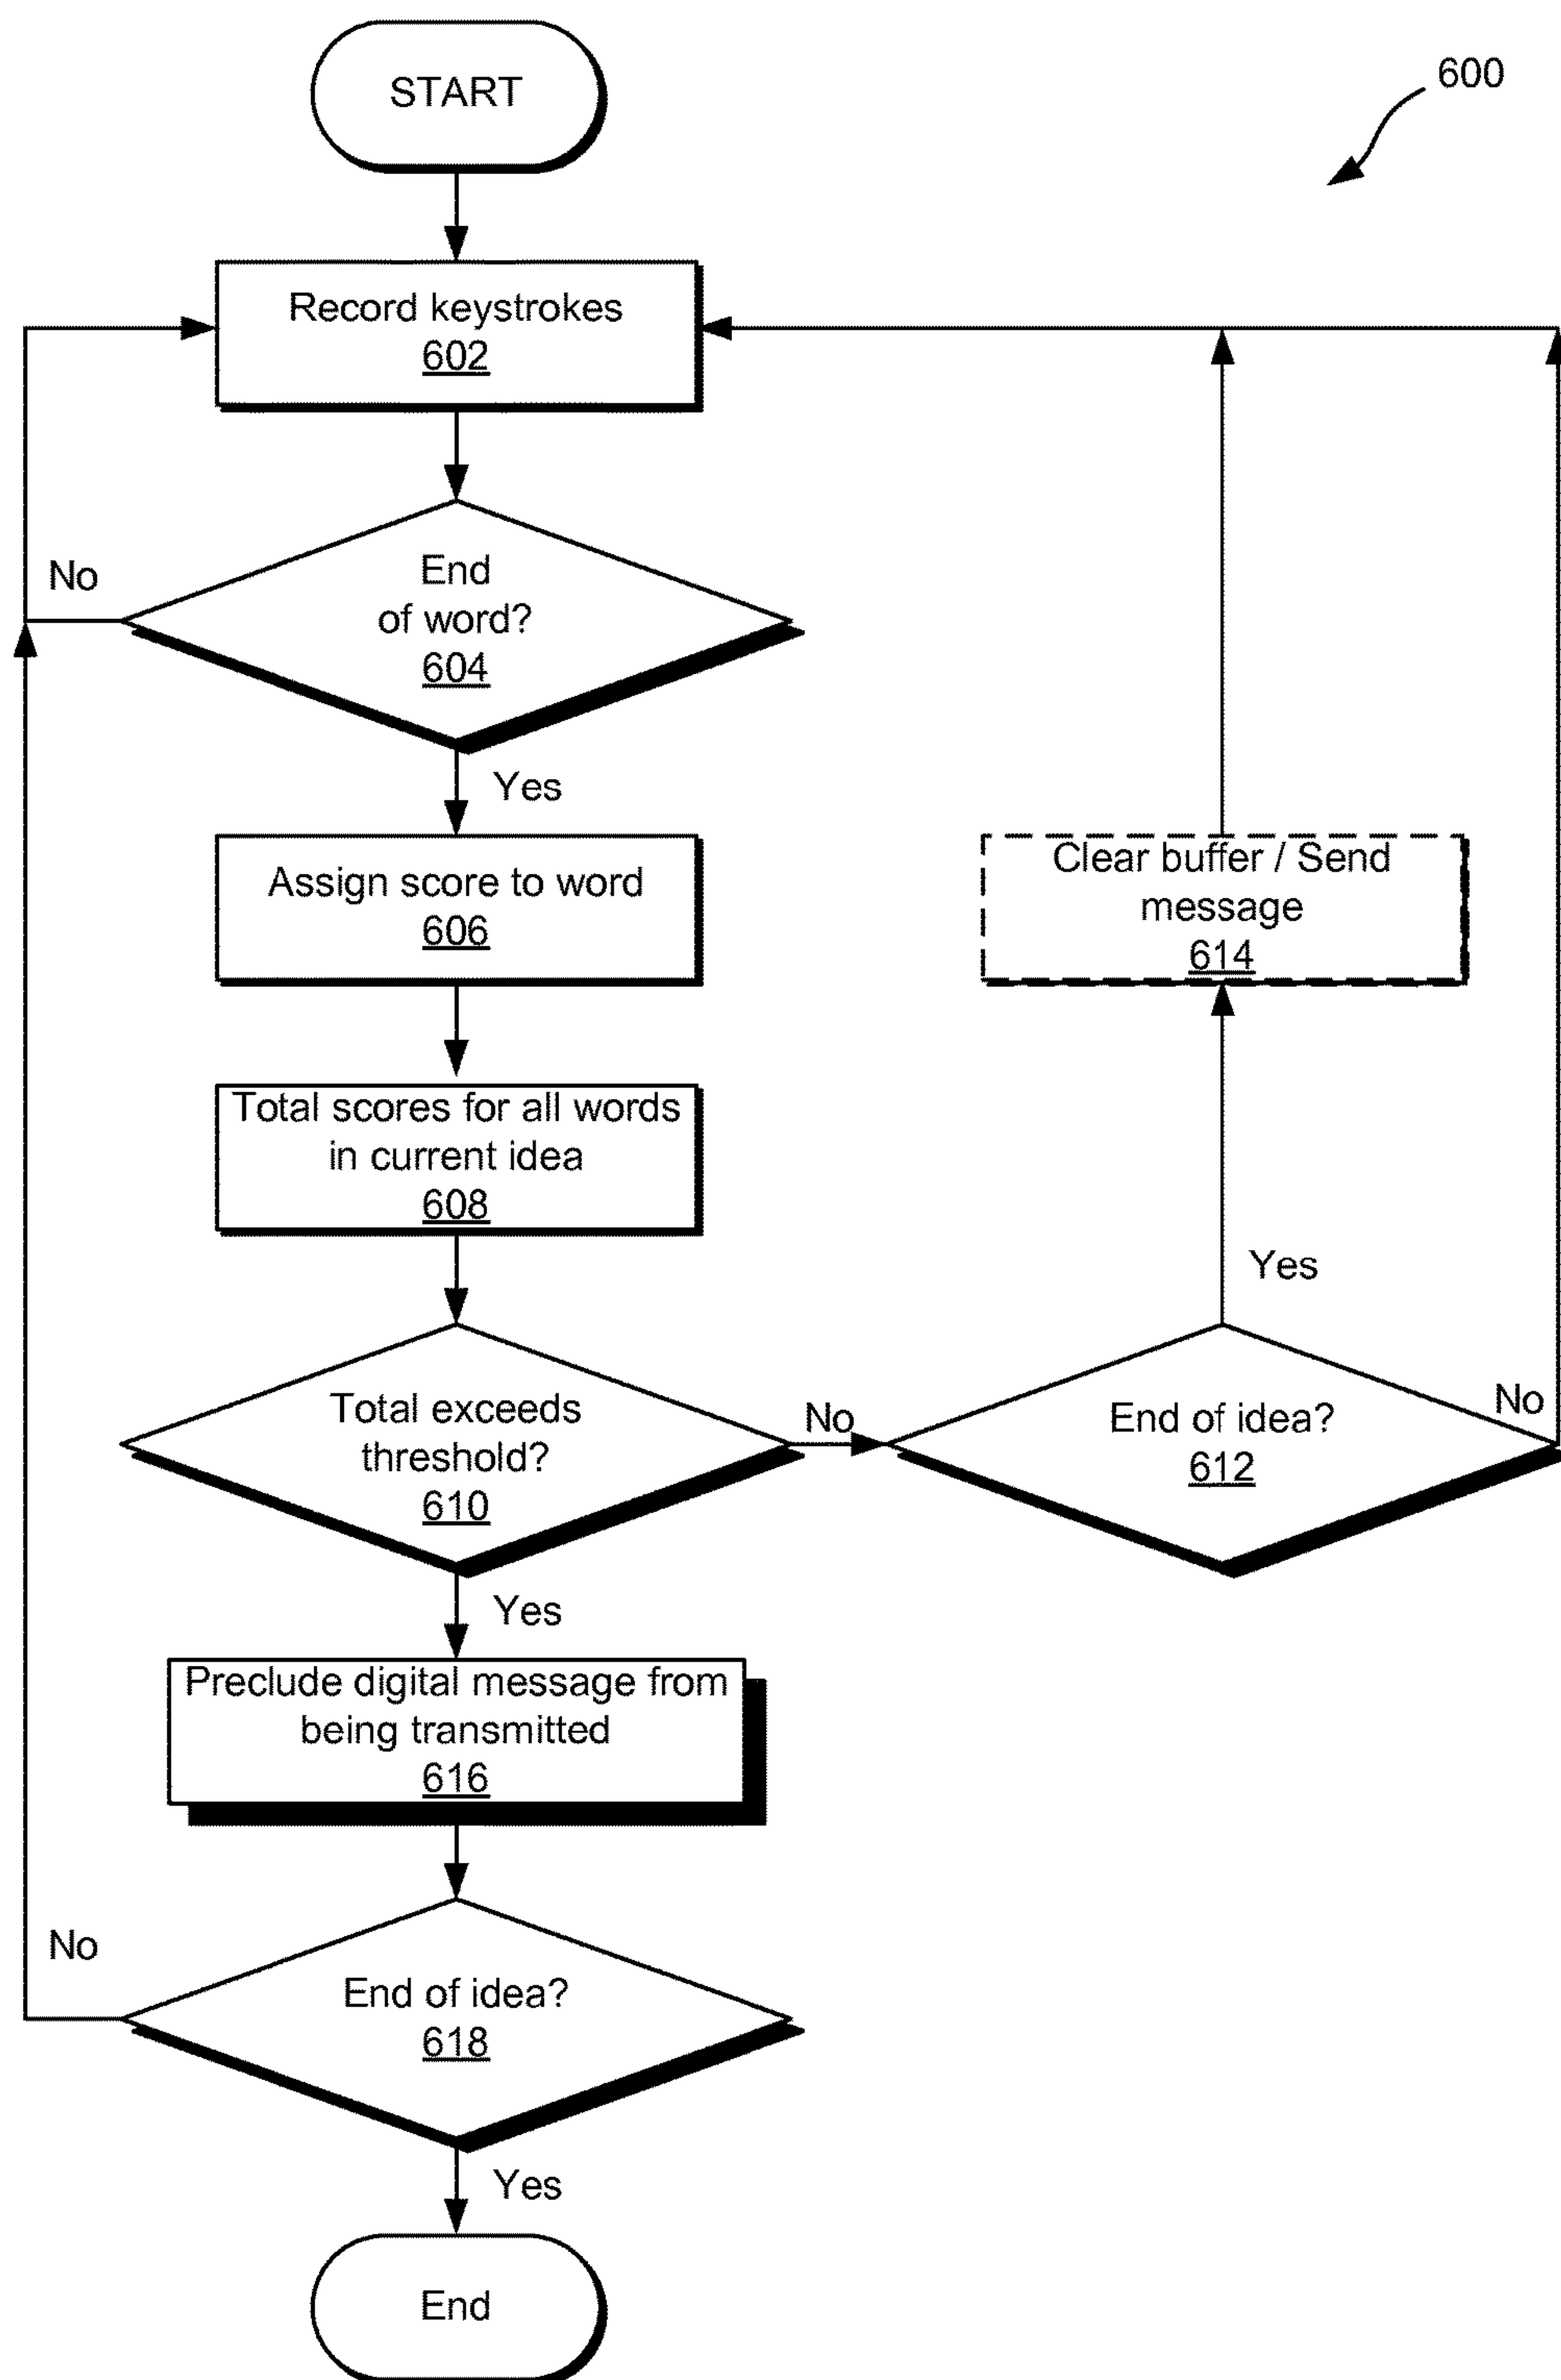 START
600
Record keystrokes
602
No
End
of word?
604
Yes
Assign score to word
606
Clear buffer / Send
message
614
Total scores for all words
in current idea
608
Yes
Total exceeds
threshold?
610
No
End of idea?
612
No
Yes
Preclude digital message from
being transmitted
616
No
End of idea?
618
Yes
End